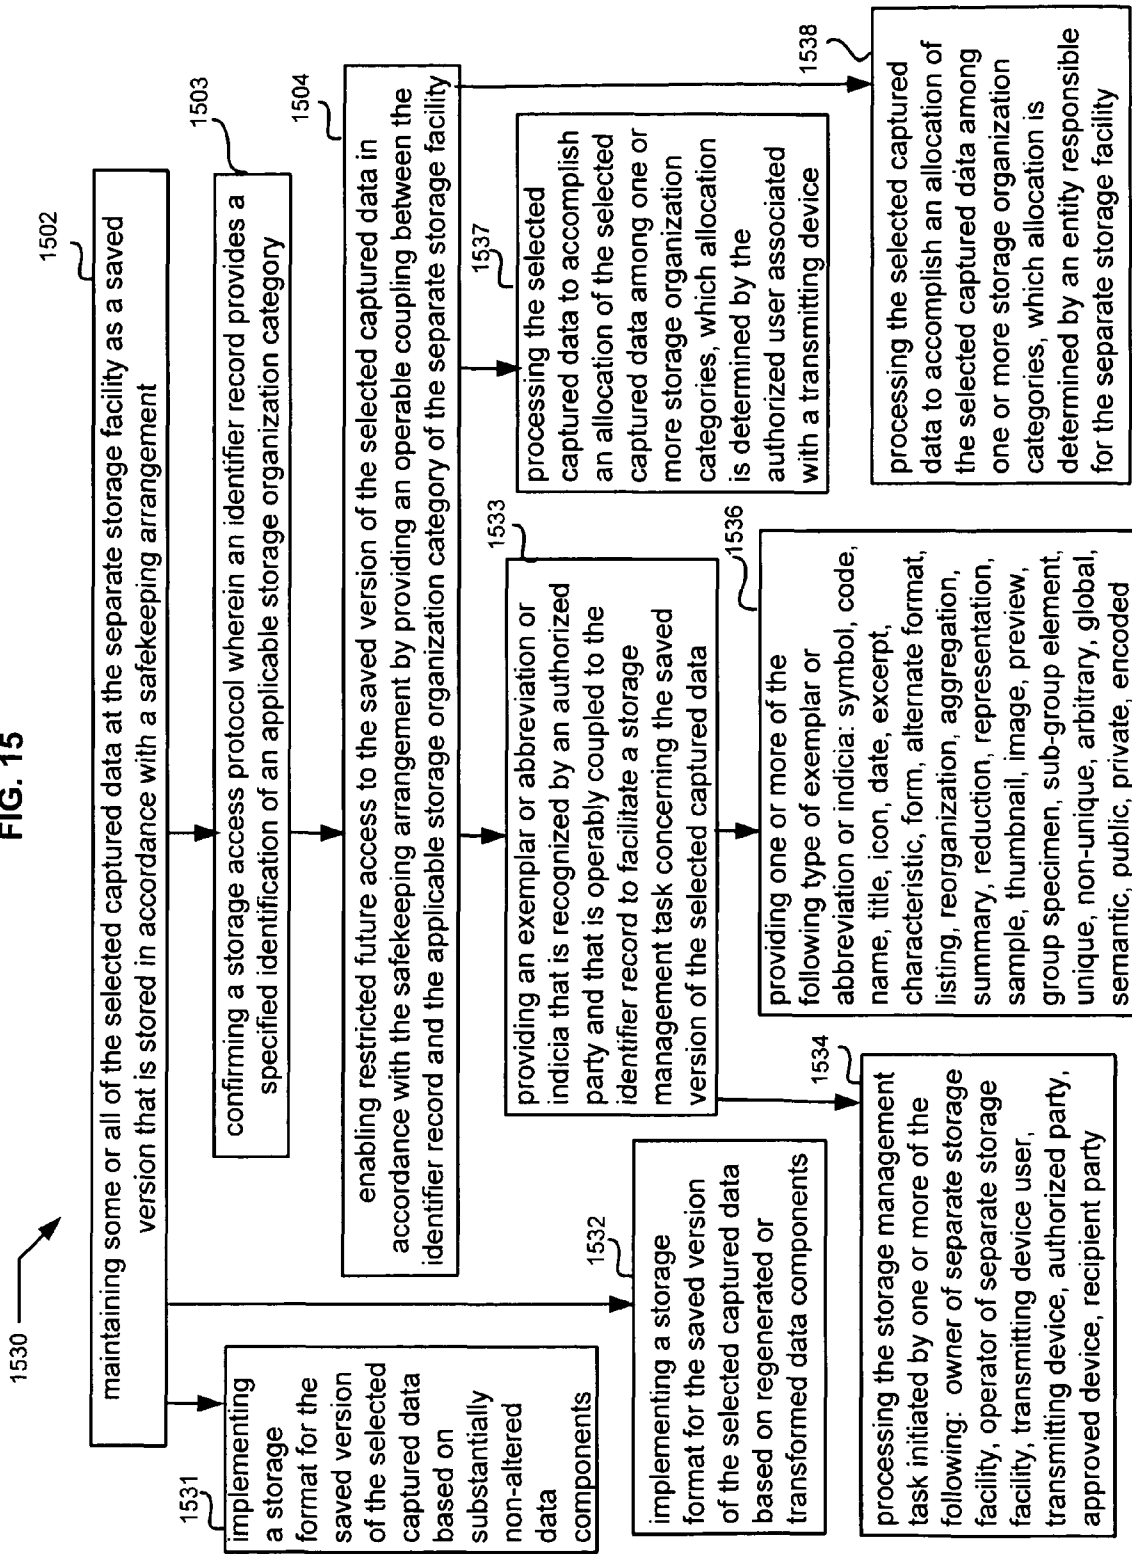 FIG. 15
1530
1502
maintaining some or all of the selected captured data at the separate storage facility as a saved
version that is stored in accordance with a safekeeping arrangement
1503
confirming a storage access protocol wherein an identifier record provides a
specified identification of an applicable storage organization category
1504
enabling restricted future access to the saved version of the selected captured data in
accordance with the safekeeping arrangement by providing an operable coupling between the
identifier record and the applicable storage organization category of the separate storage facility
1531
implementing
a storage
format for the
saved version
of the selected
captured data
based on
substantially
non-altered
data
components
1532
implementing a storage
format for the saved version
of the selected captured data
based on regenerated or
transformed data components
1533
providing an exemplar or abbreviation or
indicia that is recognized by an authorized
party and that is operably coupled to the
identifier record to facilitate a storage
management task concerning the saved
version of the selected captured data
1537
processing the selected
captured data to accomplish
an allocation of the selected
captured data among one or
more storage organization
categories, which allocation
is determined by the
authorized user associated
with a transmitting device
1534
processing the storage management
task initiated by one or more of the
following:  owner of separate storage
facility, operator of separate storage
facility, transmitting device user,
transmitting device, authorized party,
approved device, recipient party
1536
providing one or more of the
following type of exemplar or
abbreviation or indicia: symbol, code,
name, title, icon, date, excerpt,
characteristic, form, alternate format,
listing, reorganization, aggregation,
summary, reduction, representation,
sample, thumbnail, image, preview,
group specimen, sub-group element,
unique, non-unique, arbitrary, global,
semantic, public, private, encoded
1538
processing the selected captured
data to accomplish an allocation of
the selected captured data among
one or more storage organization
categories, which allocation is
determined by an entity responsible
for the separate storage facility